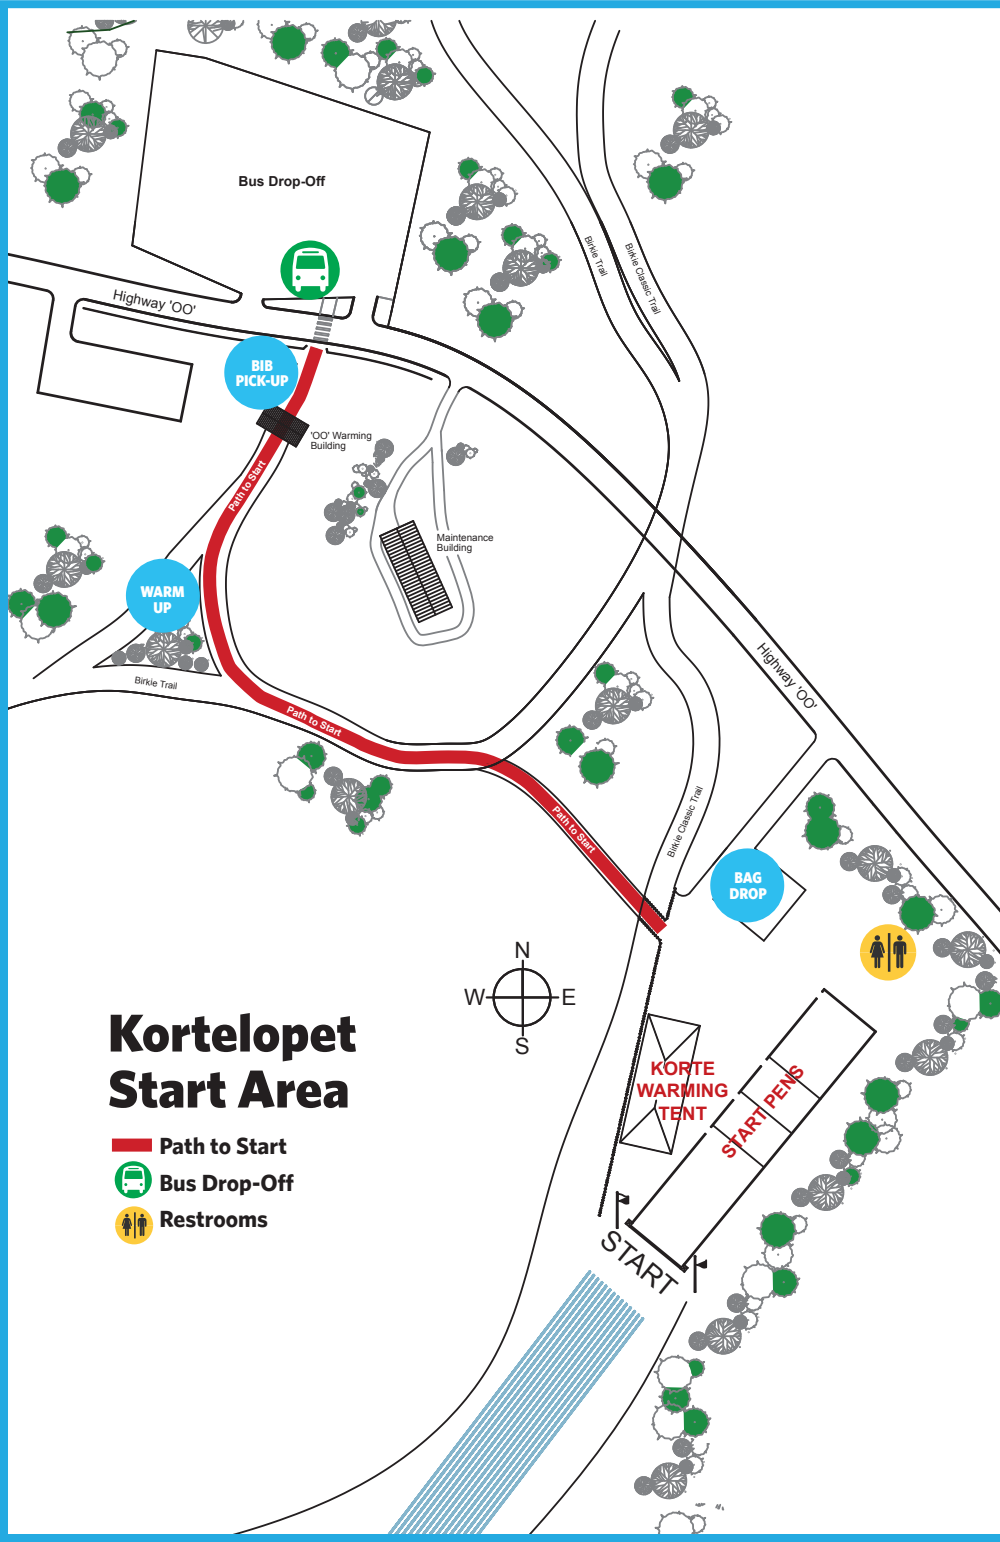 Bus Drop-Off
Birkie Trail
Birkie Classic Trail
Highway 'OO'
BIB
PICK-UP
'OO' Warming
Building
Path to Start
Maintenance
Building
WARM
UP
Birkie Trail
Path to Start
Highway 'OO'
Path to Start
Birkie Classic Trail
BAG
DROP
N
W E
S
Kortelopet
Start Area
Path to Start
Bus Drop-Off
Restrooms
KORTE
WARMING
TENT
START PENS
START